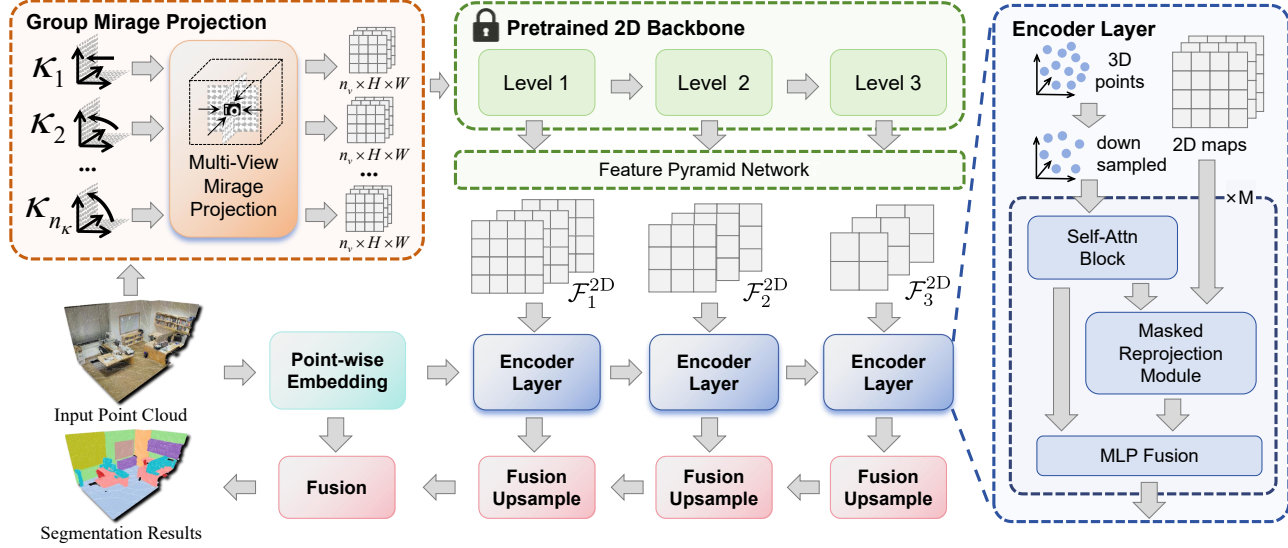 Group Mirage Projection
κ1
κ2
...
κnκ
Multi-View
Mirage
Projection
nv × H × W
nv × H × W
...
nv × H × W
Pretrained 2D Backbone
Level 1
Level 2
Level 3
Feature Pyramid Network
F1^2D
F2^2D
F3^2D
Input Point Cloud
Point-wise
Embedding
Encoder
Layer
Encoder
Layer
Encoder
Layer
Segmentation Results
Fusion
Fusion
Upsample
Fusion
Upsample
Fusion
Upsample
Encoder Layer
3D
points
down
sampled
2D maps
×M
Self-Attn
Block
Masked
Reprojection
Module
MLP Fusion